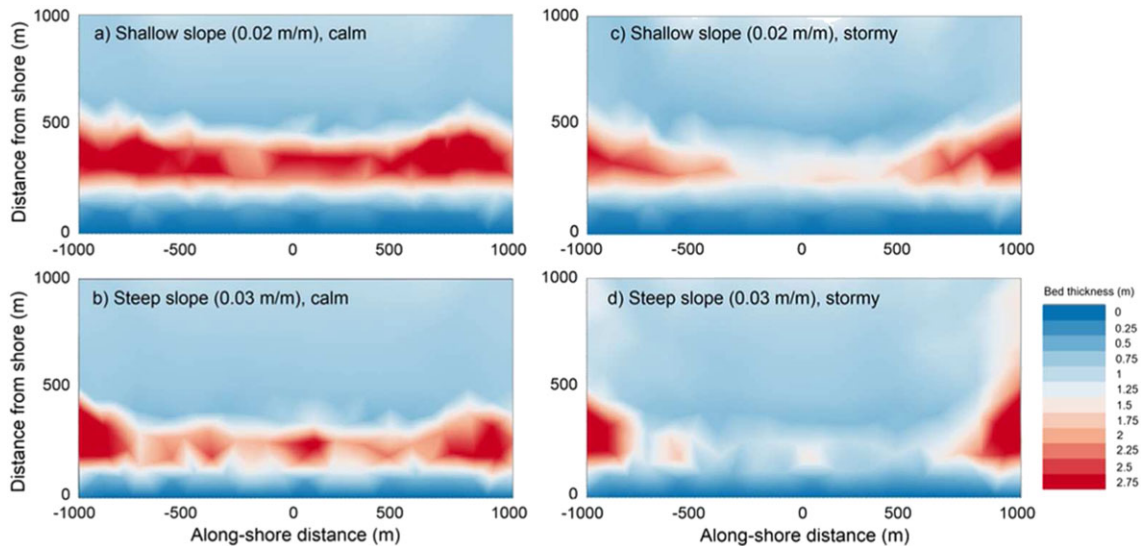 a) Shallow slope (0.02 m/m), calm
Distance from shore (m)
1000
500
0
-1000 -500 0 500 1000
c) Shallow slope (0.02 m/m), stormy
1000
500
0
-1000 -500 0 500 1000
b) Steep slope (0.03 m/m), calm
Distance from shore (m)
1000
500
0
-1000 -500 0 500 1000
Along-shore distance (m)
d) Steep slope (0.03 m/m), stormy
1000
500
0
-1000 -500 0 500 1000
Along-shore distance (m)
Bed thickness (m)
0
0.25
0.5
0.75
1
1.25
1.5
1.75
2
2.25
2.5
2.75